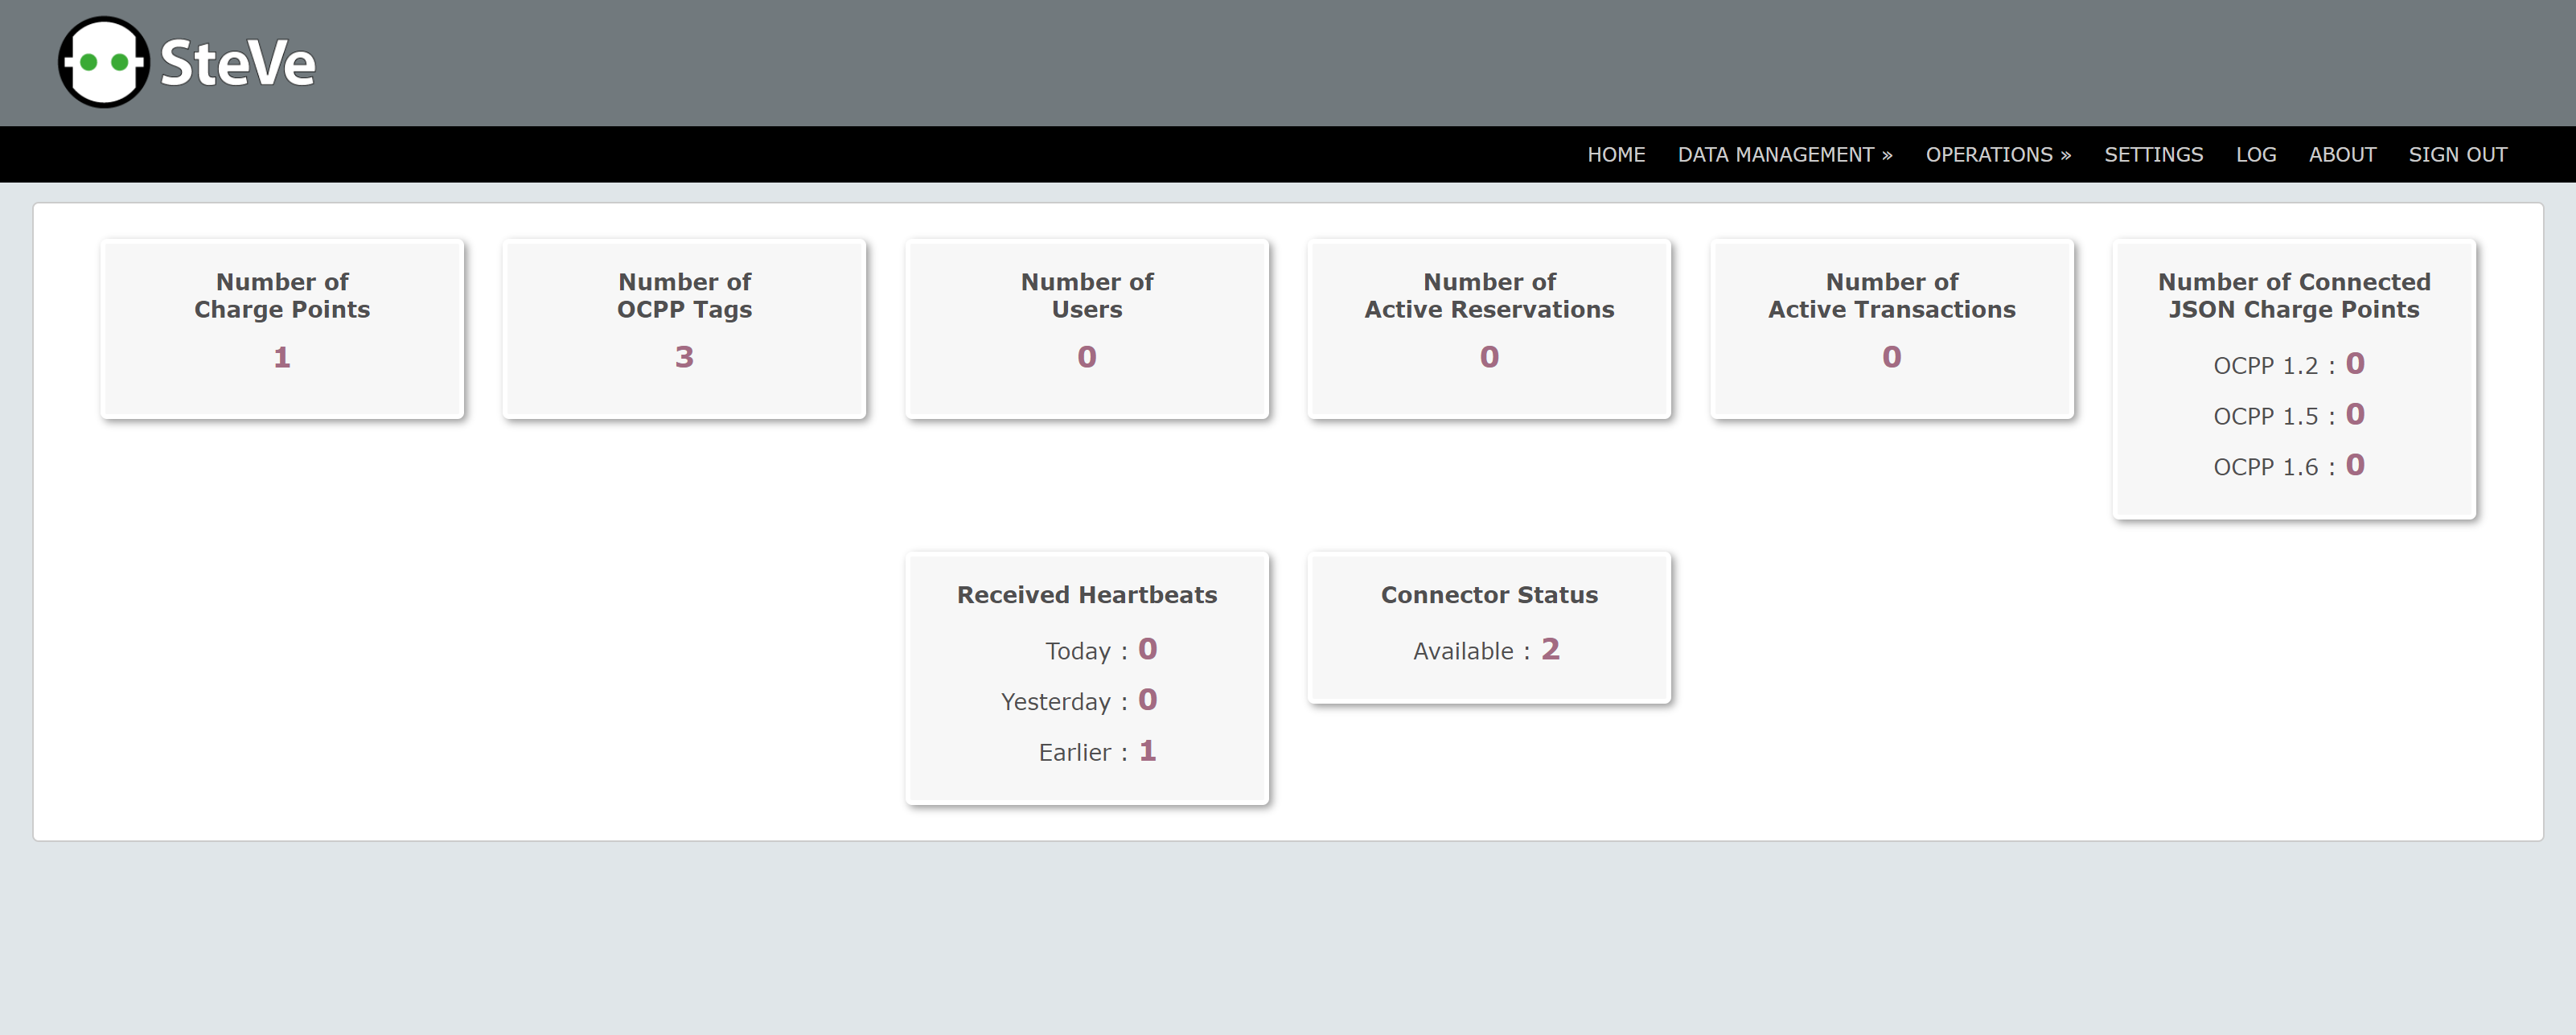 SteVe
HOME DATA MANAGEMENT » OPERATIONS » SETTINGS LOG ABOUT SIGN OUT
Number of
Charge Points
1
Number of
OCPP Tags
3
Number of
Users
0
Number of
Active Reservations
0
Number of
Active Transactions
0
Number of Connected
JSON Charge Points
OCPP 1.2 : 0
OCPP 1.5 : 0
OCPP 1.6 : 0
Received Heartbeats
Today : 0
Yesterday : 0
Earlier : 1
Connector Status
Available : 2